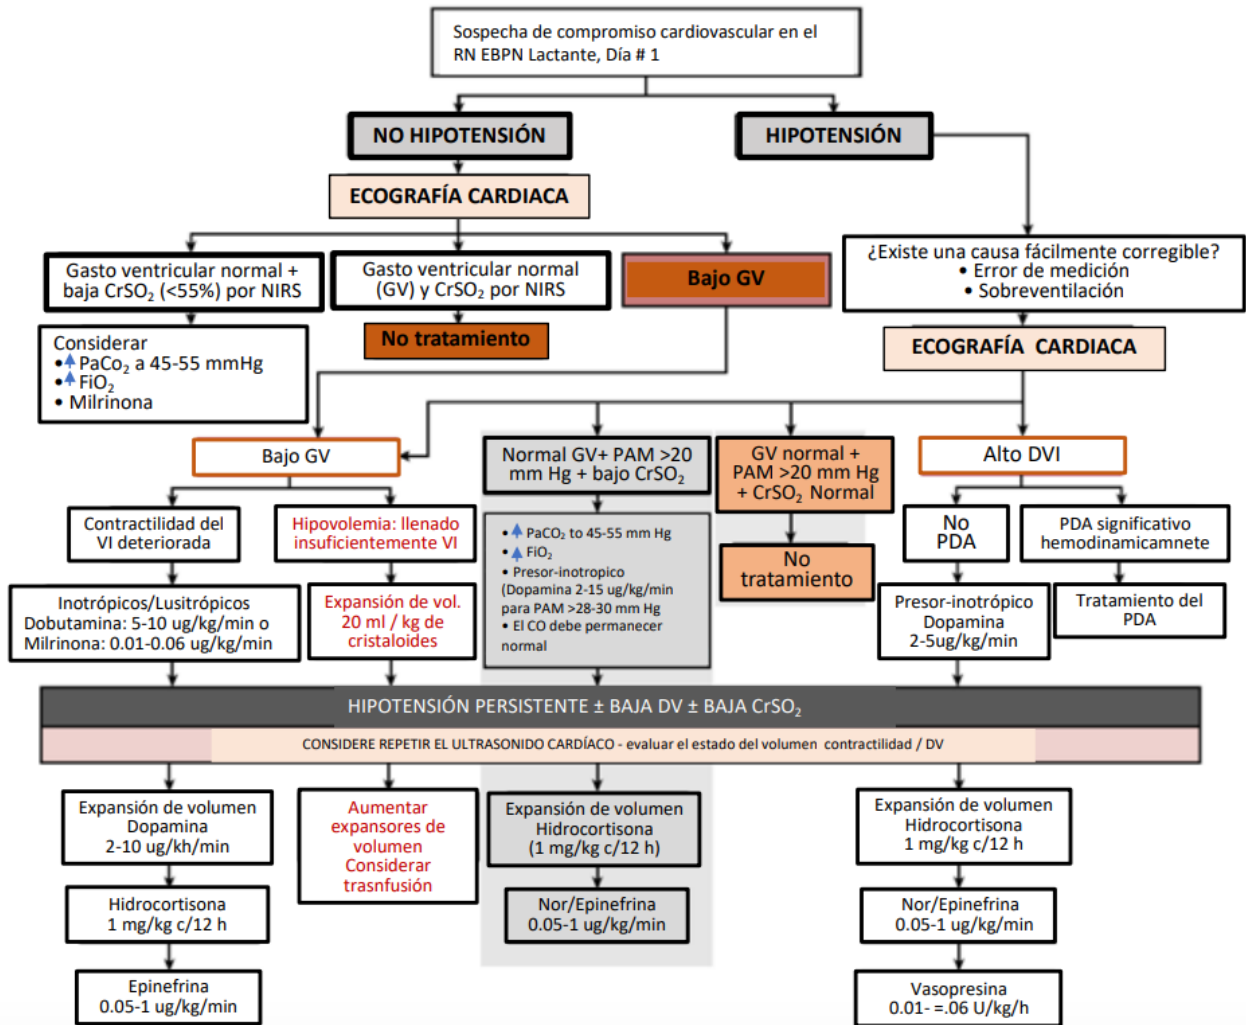 Sospecha de compromiso cardiovascular en el
RN EBPN Lactante, Día # 1
NO HIPOTENSIÓN
HIPOTENSIÓN
ECOGRAFÍA CARDIACA
Gasto ventricular normal +
baja CrSO₂ (<55%) por NIRS
Gasto ventricular normal
(GV) y CrSO₂ por NIRS
Bajo GV
¿Existe una causa fácilmente corregible?
• Error de medición
• Sobreventilación
Considerar
• PaCo₂ a 45-55 mmHg
• FiO₂
• Milrinona
No tratamiento
ECOGRAFÍA CARDIACA
Bajo GV
Normal GV+ PAM >20
mm Hg + bajo CrSO₂
GV normal +
PAM >20 mm Hg
+ CrSO₂ Normal
Alto DVI
Contractilidad del
VI deteriorada
Hipovolemia: llenado
insuficientemente VI
• PaCO₂ to 45-55 mm Hg
• FiO₂
• Presor-inotropico
(Dopamina 2-15 ug/kg/min
para PAM >28-30 mm Hg
• El CO debe permanecer
normal
No
tratamiento
No
PDA
PDA significativo
hemodinamicamnete
Inotrópicos/Lusitrópicos
Dobutamina: 5-10 ug/kg/min o
Milrinona: 0.01-0.06 ug/kg/min
Expansión de vol.
20 ml / kg de
cristaloides
Presor-inotrópico
Dopamina
2-5ug/kg/min
Tratamiento del
PDA
HIPOTENSIÓN PERSISTENTE ± BAJA DV ± BAJA CrSO₂
CONSIDERE REPETIR EL ULTRASONIDO CARDÍACO - evaluar el estado del volumen contractilidad / DV
Expansión de volumen
Dopamina
2-10 ug/kh/min
Aumentar
expansores de
volumen
Considerar
trasnfusión
Expansión de volumen
Hidrocortisona
(1 mg/kg c/12 h)
Expansión de volumen
Hidrocortisona
1 mg/kg c/12 h
Hidrocortisona
1 mg/kg c/12 h
Nor/Epinefrina
0.05-1 ug/kg/min
Nor/Epinefrina
0.05-1 ug/kg/min
Epinefrina
0.05-1 ug/kg/min
Vasopresina
0.01- =.06 U/kg/h